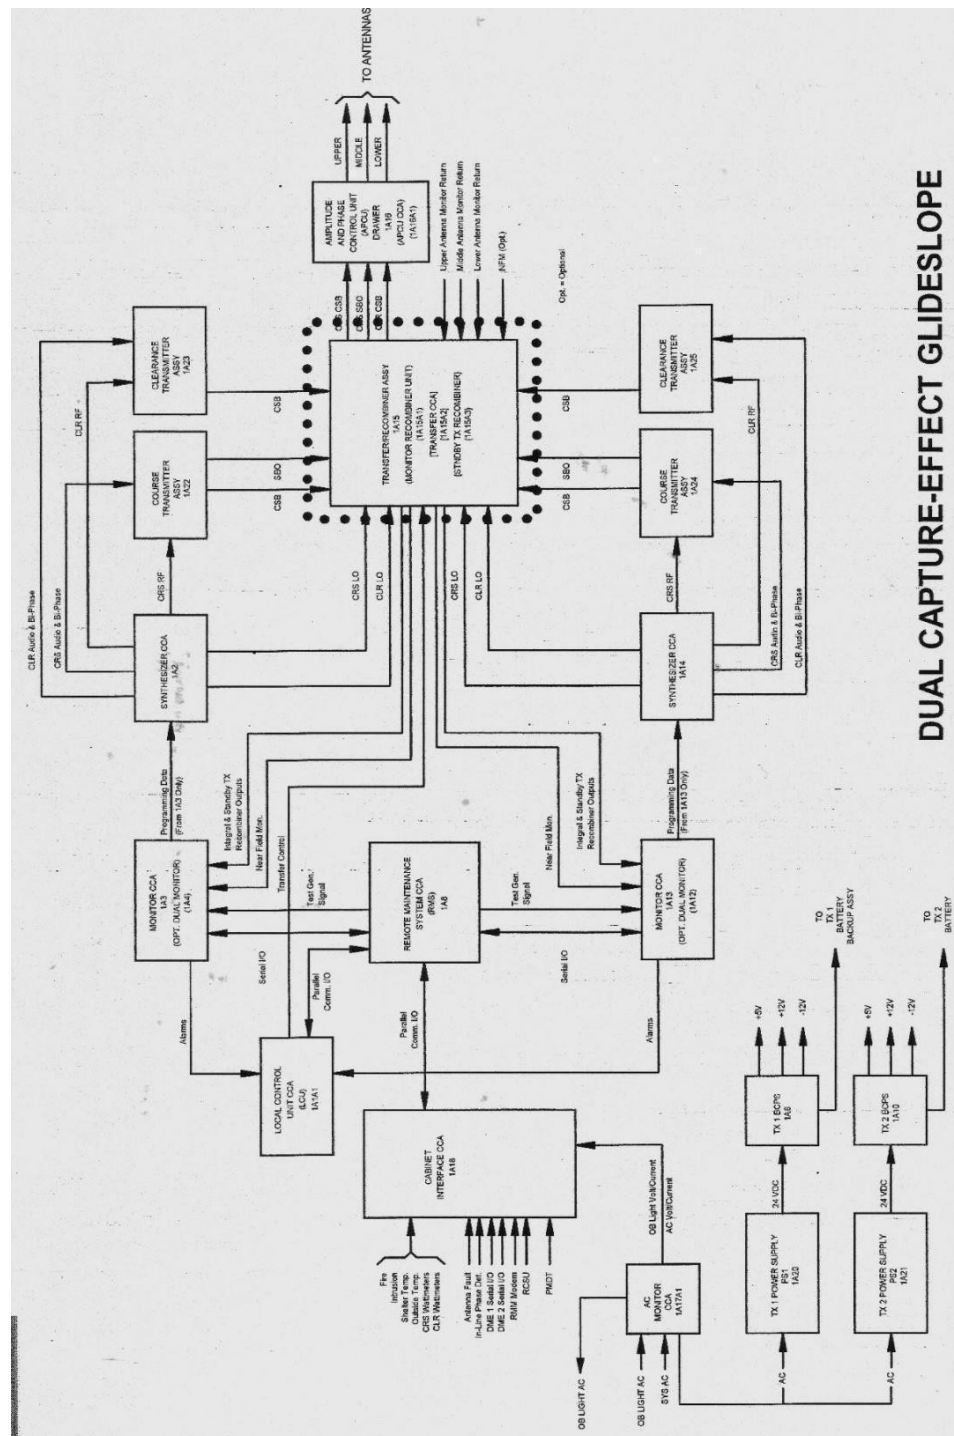 TO ANTENNAS
UPPER
MIDDLE
LOWER
AMPLITUDE
AND PHASE
CONTROL UNIT
(APCU)
DRAWER
1A16
(APCU CCA)
(1A16A1)
CRS CSB
CRS SBO
CLR CSB
Upper Antenna Monitor Return
Middle Antenna Monitor Return
Lower Antenna Monitor Return
NFM (Opt.)
Opt. = Optional
CLEARANCE
TRANSMITTER
ASSY
1A23
CLR RF
CSB
COURSE
TRANSMITTER
ASSY
1A22
SBO
CSB
TRANSFER/RECOMBINER ASSY
1A15
(MONITOR RECOMBINER UNIT)
(1A15A1)
[TRANSFER CCA]
[1A15A2]
(STNDBY TX RECOMBINER)
(1A15A3)
CLEARANCE
TRANSMITTER
ASSY
1A25
CLR RF
CSB
COURSE
TRANSMITTER
ASSY
1A24
SBO
CSB
CLR Audio & Bi-Phase
CRS Audio & Bi-Phase
CRS RF
SYNTHESIZER CCA
1A2
CRS LO
CLR LO
CRS LO
CLR LO
CRS RF
SYNTHESIZER CCA
1A14
CRS Audio & Bi-Phase
CLR Audio & Bi-Phase
Programming Data
(From 1A3 Only)
Integral & Standby TX
Recombiner Outputs
Near Field Mon.
Transfer Control
Near Field Mon.
Integral & Standby TX
Recombiner Outputs
Programming Data
(From 1A13 Only)
MONITOR CCA
1A3
(OPT. DUAL MONITOR)
(1A4)
Test Gen.
Signal
Serial I/O
REMOTE MAINTENANCE
SYSTEM CCA
(RMS)
1A8
Test Gen.
Signal
Serial I/O
MONITOR CCA
1A13
(OPT. DUAL MONITOR)
(1A12)
Alarms
Parallel
Comm. I/O
Parallel
Comm. I/O
Alarms
LOCAL CONTROL
UNIT CCA
(LCU)
1A1A1
CABINET
INTERFACE CCA
1A18
Fire
Intrusion
Shelter Temp.
Outside Temp.
CRS Wattmeters
CLR Wattmeters
Antenna Fault
In-Line Phase Det.
DME 1 Serial I/O
DME 2 Serial I/O
RMM Modem
RCSU
PMDT
OB Light Volt/Current
AC Volt/Current
AC
MONITOR
CCA
1A17A1
OB LIGHT AC
OB LIGHT AC
SYS AC
AC
AC
TX 1 POWER SUPPLY
PS1
1A20
24 VDC
TX 1 BCPS
1A6
+5V
+12V
-12V
TO
TX 1
BATTERY
BACKUP ASSY
TX 2 POWER SUPPLY
PS2
1A21
24 VDC
TX 2 BCPS
1A10
+5V
+12V
-12V
TO
TX 2
BATTERY
DUAL CAPTURE-EFFECT GLIDESLOPE